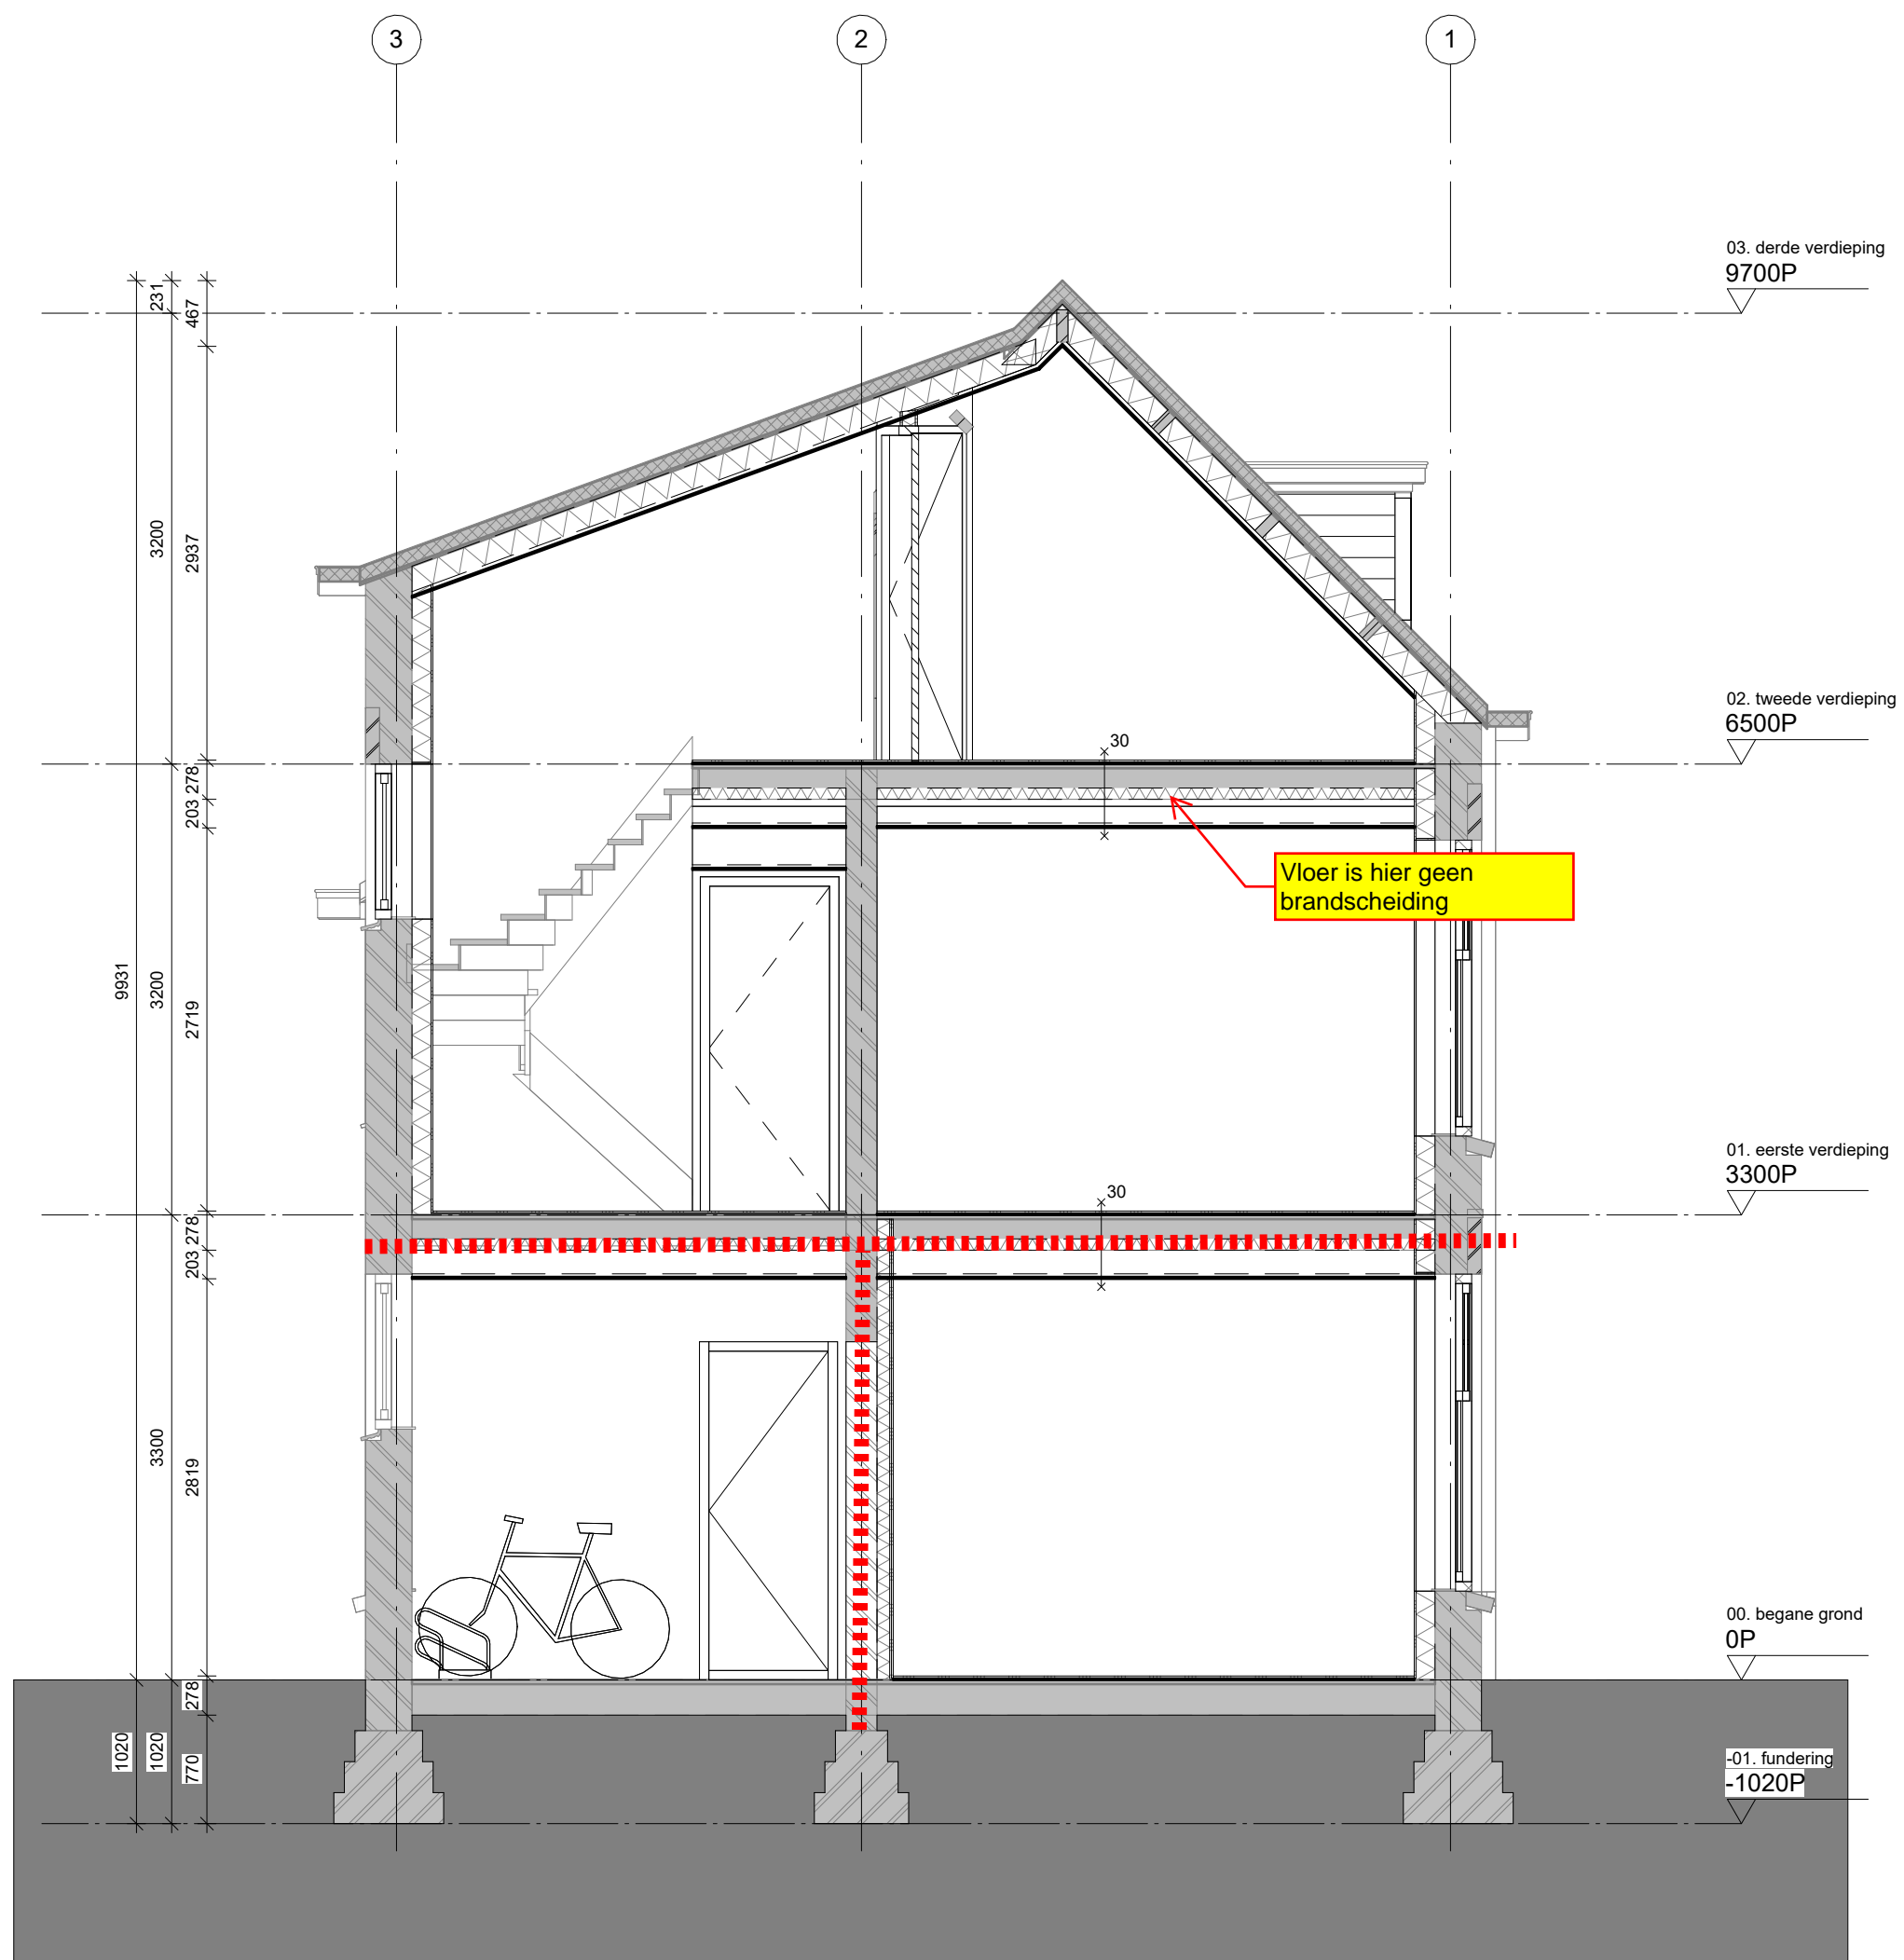 3
2
1
03. derde verdieping
9700P
231
467
3200
2937
02. tweede verdieping
6500P
30
278
203
Vloer is hier geen
brandscheiding
9931
3200
2719
01. eerste verdieping
3300P
30
278
203
3300
2819
00. begane grond
0P
278
1020
1020
770
-01. fundering
-1020P